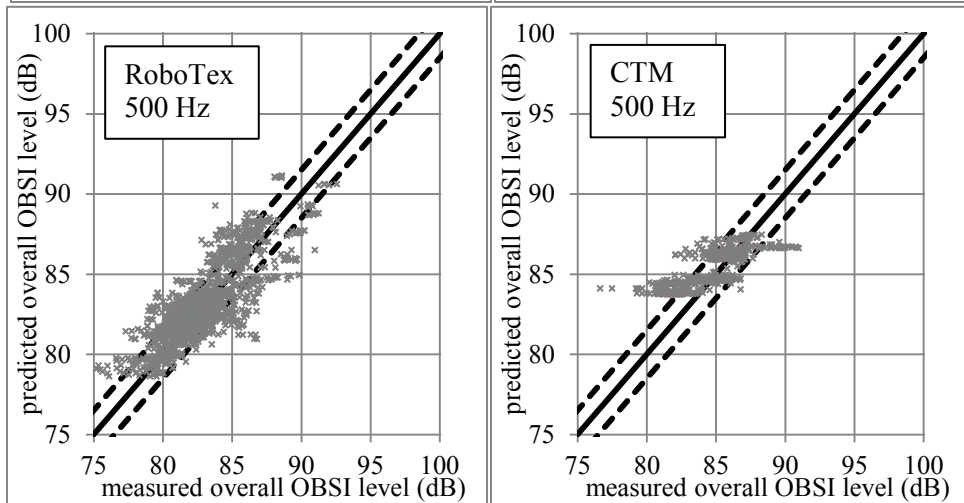 predicted overall OBSI level (dB)
100
95
90
85
80
75
RoboTex
500 Hz
75 80 85 90 95 100
measured overall OBSI level (dB)
predicted overall OBSI level (dB)
100
95
90
85
80
75
CTM
500 Hz
75 80 85 90 95 100
measured overall OBSI level (dB)